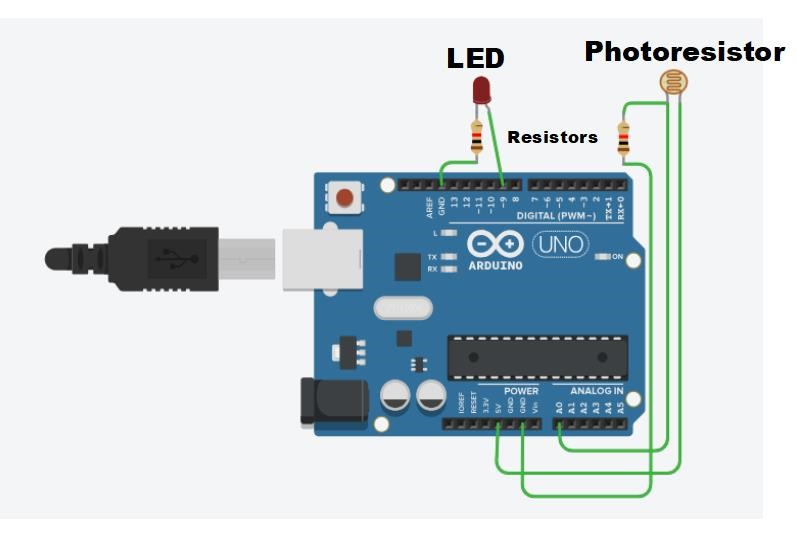 Photoresistor
LED
Resistors
AREF
GND
13
12
~11
~10
~9
8
7
~6
~5
4
~3
2
TX→1
RX←0
DIGITAL (PWM~)
L
TX
RX
UNO
ARDUINO
ON
POWER
ANALOG IN
IOREF
RESET
3.3V
5V
GND
GND
Vin
A0
A1
A2
A3
A4
A5